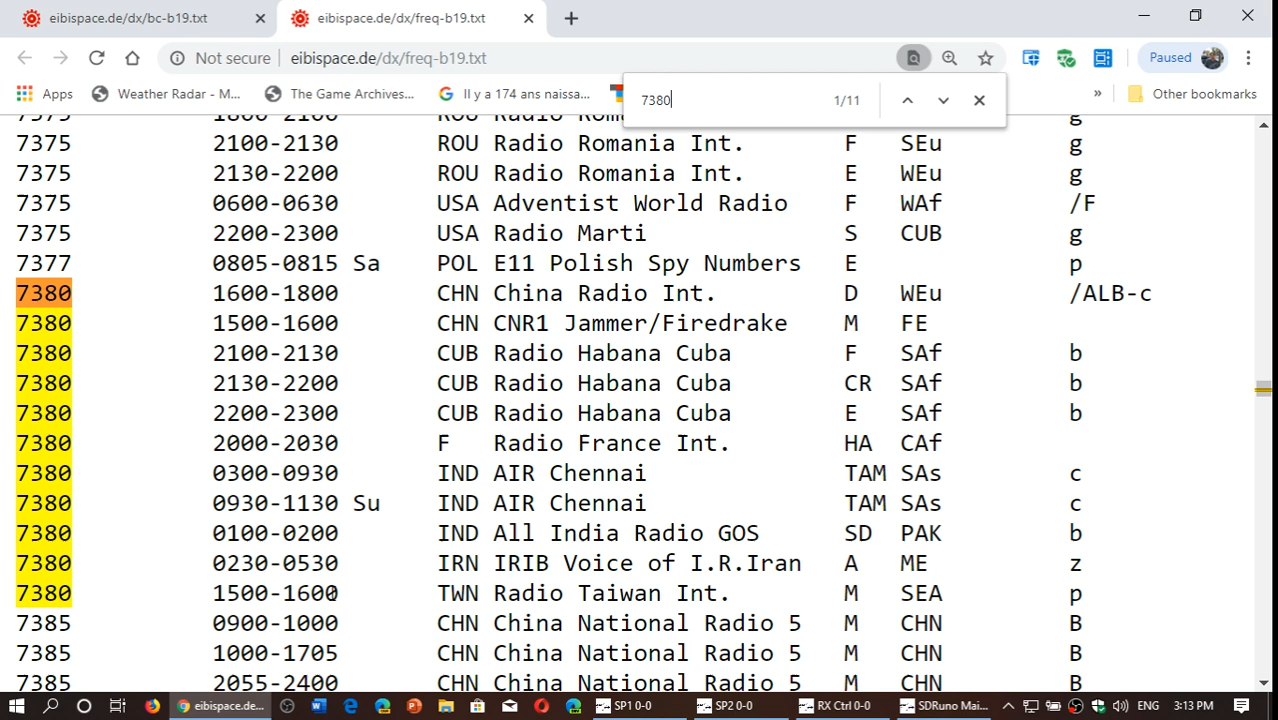 eibispace.de/dx/bc-b19.txt
eibispace.de/dx/freq-b19.txt
Not secure eibispace.de/dx/freq-b19.txt Paused
Apps Weather Radar - M... The Game Archives... Il y a 174 ans naissa... » Other bookmarks
7380 1/11
7375 2100-2130 ROU Radio Romania Int. F SEu g
7375 2130-2200 ROU Radio Romania Int. E WEu g
7375 0600-0630 USA Adventist World Radio F WAf /F
7375 2200-2300 USA Radio Marti S CUB g
7377 0805-0815 Sa POL E11 Polish Spy Numbers E p
7380 1600-1800 CHN China Radio Int. D WEu /ALB-c
7380 1500-1600 CHN CNR1 Jammer/Firedrake M FE
7380 2100-2130 CUB Radio Habana Cuba F SAf b
7380 2130-2200 CUB Radio Habana Cuba CR SAf b
7380 2200-2300 CUB Radio Habana Cuba E SAf b
7380 2000-2030 F Radio France Int. HA CAf
7380 0300-0930 IND AIR Chennai TAM SAs c
7380 0930-1130 Su IND AIR Chennai TAM SAs c
7380 0100-0200 IND All India Radio GOS SD PAK b
7380 0230-0530 IRN IRIB Voice of I.R.Iran A ME z
7380 1500-1600 TWN Radio Taiwan Int. M SEA p
7385 0900-1000 CHN China National Radio 5 M CHN B
7385 1000-1705 CHN China National Radio 5 M CHN B
7385 2055-2400 CHN China National Radio 5 M CHN B
eibispace.de... SP1 0-0 SP2 0-0 RX Ctrl 0-0 SDRuno Mai... ENG 3:13 PM